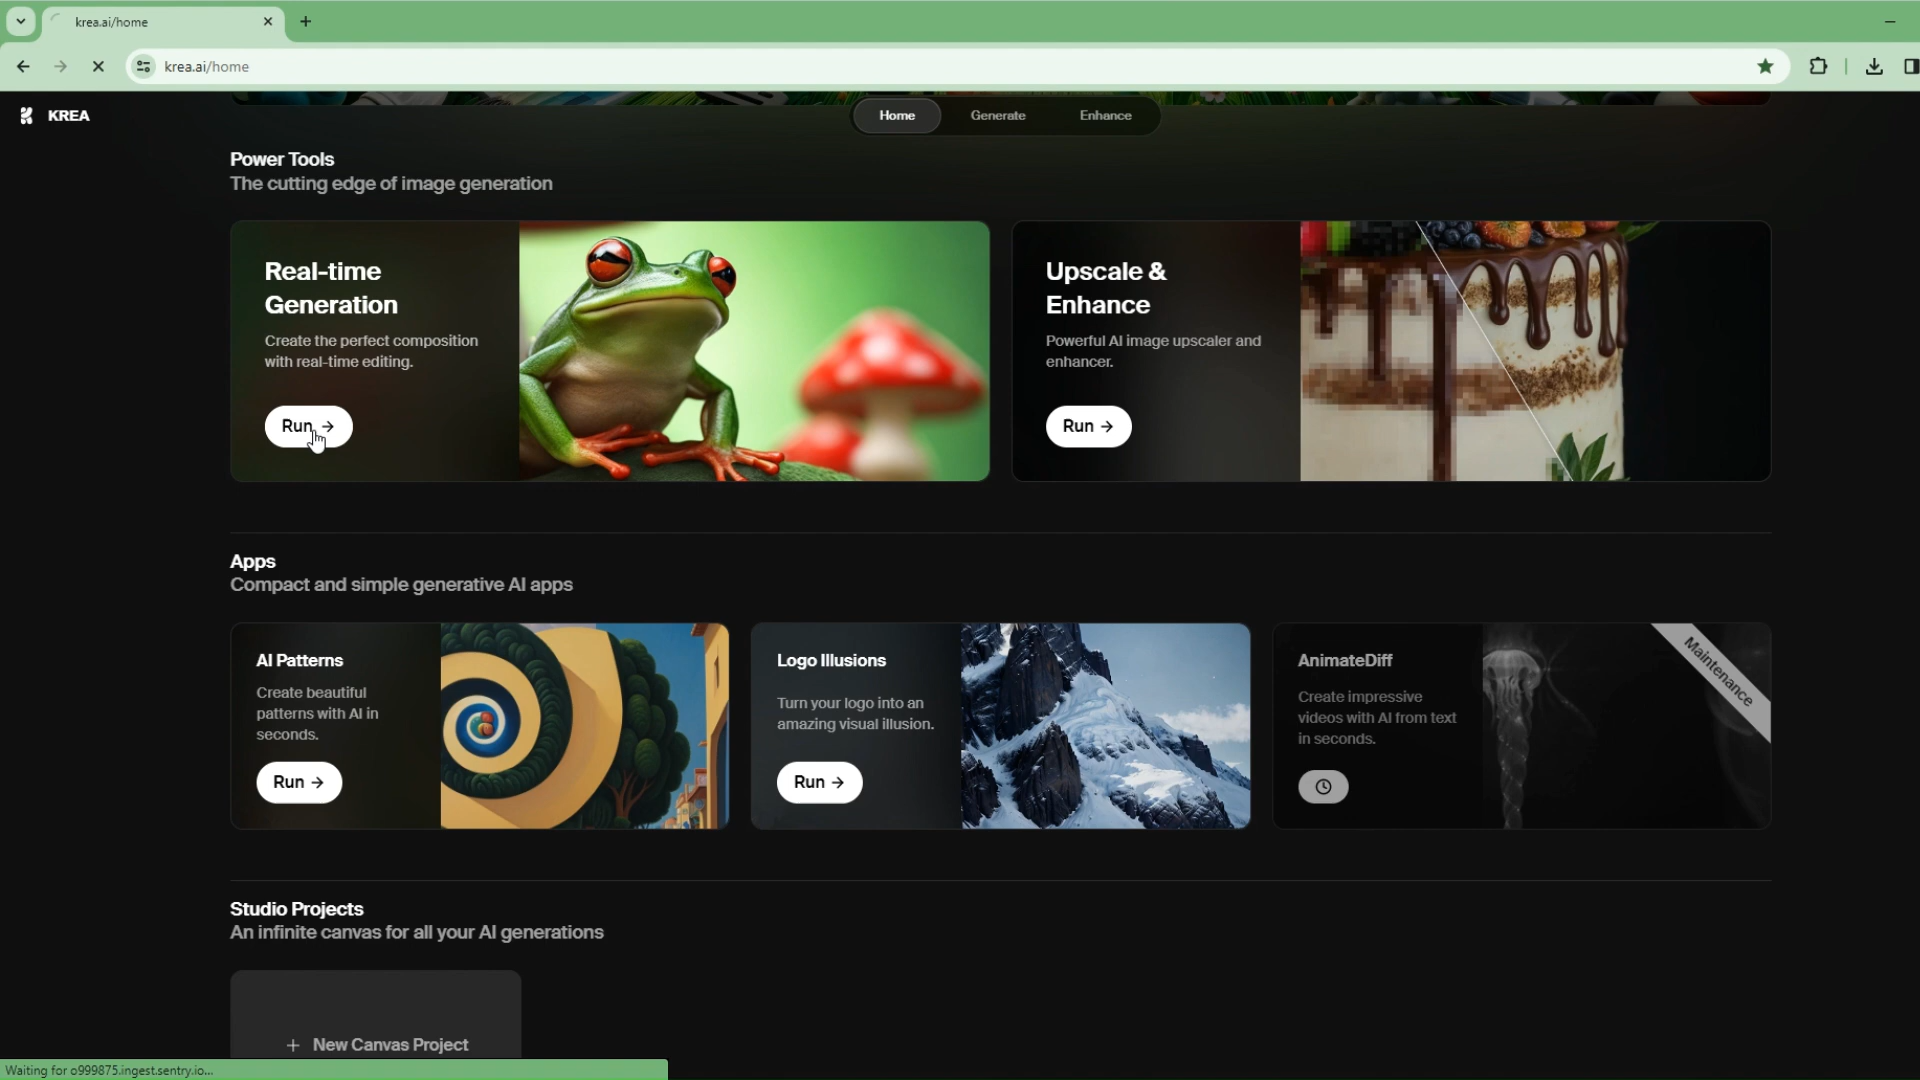 krea.ai/home
krea.ai/home
KREA
Home
Generate
Enhance
Power Tools
The cutting edge of image generation
Real-time
Generation
Create the perfect composition
with real-time editing.
Run →
Upscale &
Enhance
Powerful AI image upscaler and
enhancer.
Run →
Apps
Compact and simple generative AI apps
AI Patterns
Create beautiful
patterns with AI in
seconds.
Run →
Logo Illusions
Turn your logo into an
amazing visual illusion.
Run →
AnimateDiff
Create impressive
videos with AI from text
in seconds.
Maintenance
Studio Projects
An infinite canvas for all your AI generations
+ New Canvas Project
Waiting for o999875.ingest.sentry.io...